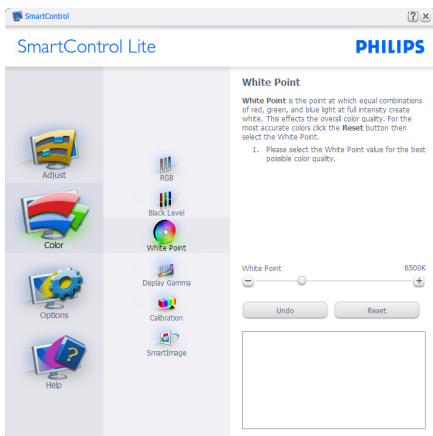 SmartControl
SmartControl Lite
PHILIPS
Adjust
Color
Options
Help
RGB
Black Level
White Point
Display Gamma
Calibration
SmartImage
White Point
White Point is the point at which equal combinations
of red, green, and blue light at full intensity create
white. This effects the overall color quality. For the
most accurate colors click the Reset button then
select the White Point.
1. Please select the White Point value for the best
possible color quality.
White Point 6500K
Undo Reset